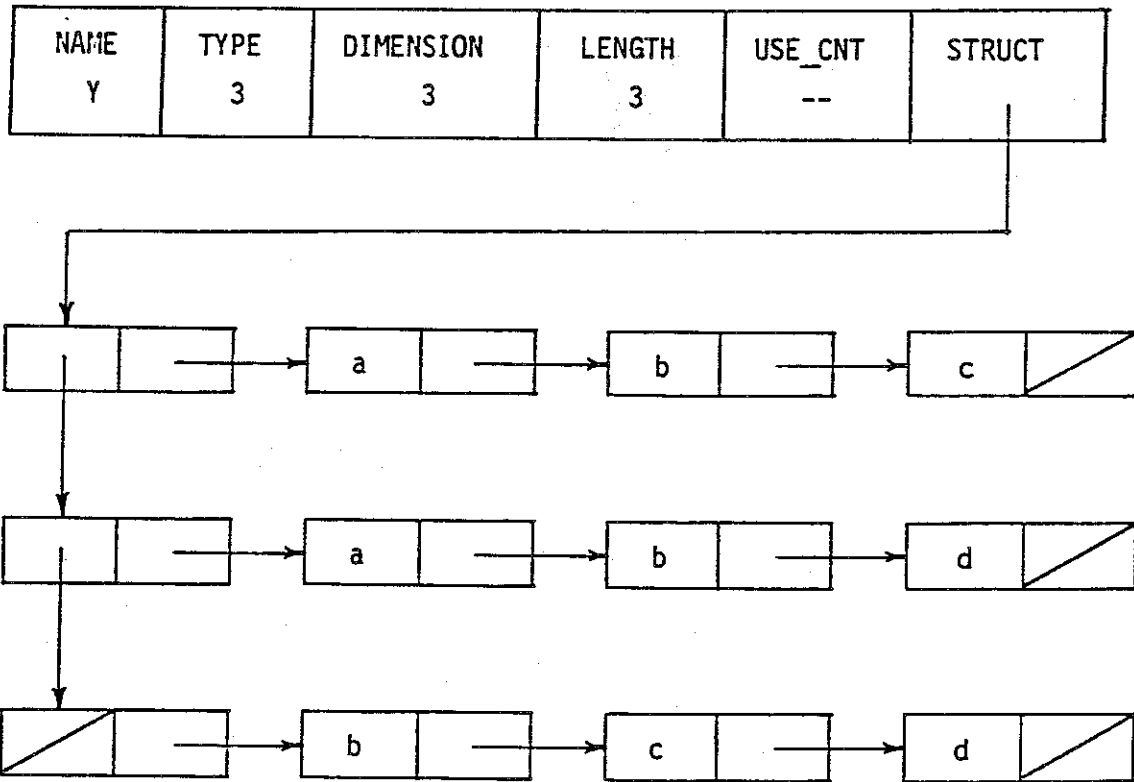 NAME TYPE DIMENSION LENGTH USE_CNT STRUCT
Y 3 3 3 --
a b c
a b d
b c d